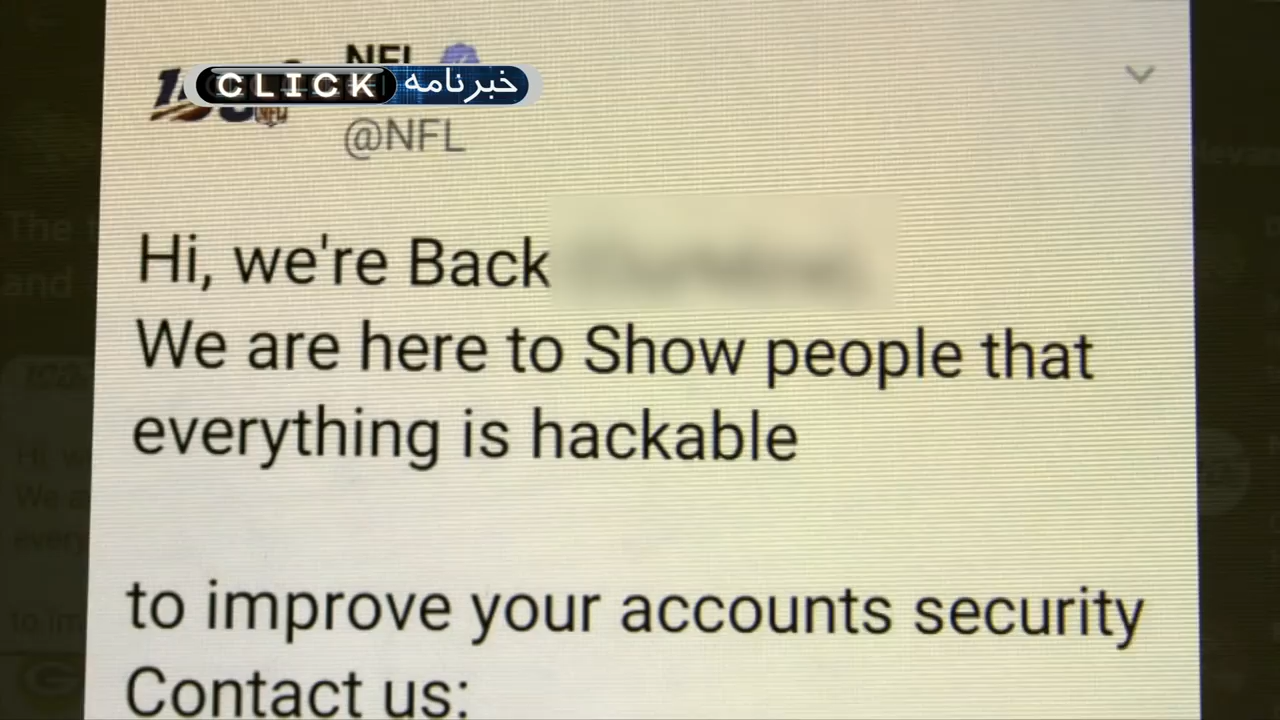 NFL
CLICK خبرنامه
@NFL
Hi, we're Back
We are here to Show people that
everything is hackable
to improve your accounts security
Contact us: